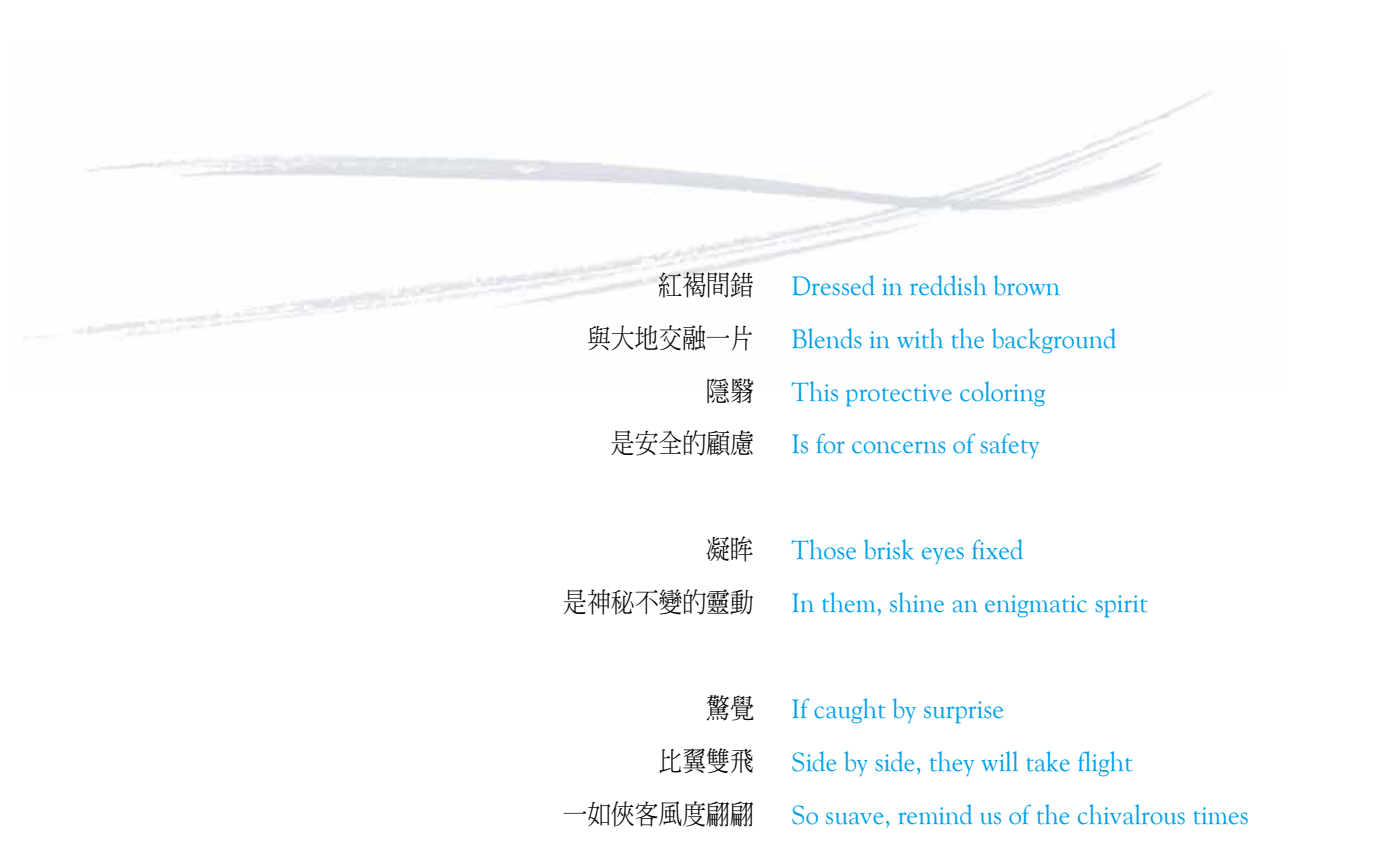 紅褐間錯 Dressed in reddish brown
與大地交融一片 Blends in with the background
隱翳 This protective coloring
是安全的顧慮 Is for concerns of safety
凝眸 Those brisk eyes fixed
是神秘不變的靈動 In them, shine an enigmatic spirit
驚覺 If caught by surprise
比翼雙飛 Side by side, they will take flight
一如俠客風度翩翩 So suave, remind us of the chivalrous times